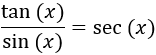 tan (x) / sin (x) = sec (x)